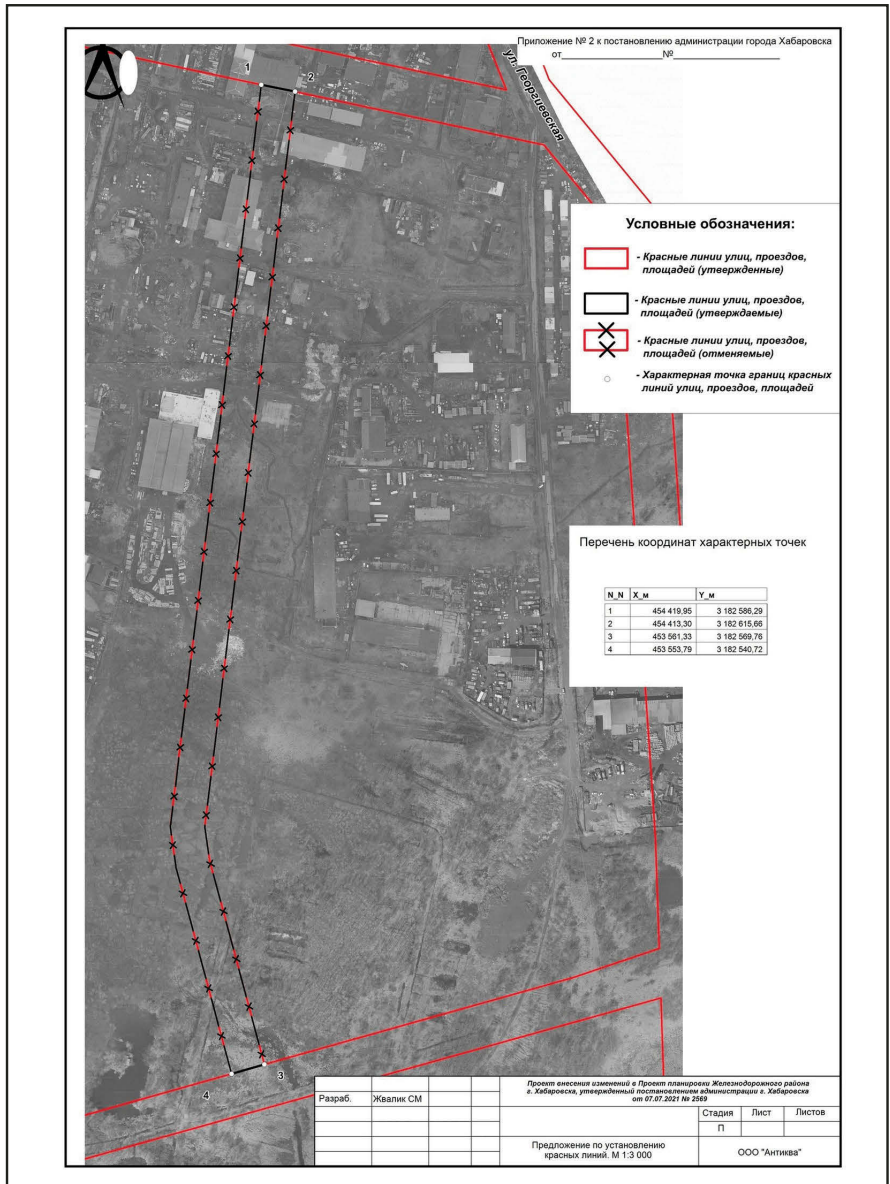 Приложение № 2 к постановлению администрации города Хабаровска
от____________№__________________
1
2
ул. Георгиевская
Условные обозначения:
- Красные линии улиц, проездов,
площадей (утвержденные)
- Красные линии улиц, проездов,
площадей (утверждаемые)
- Красные линии улиц, проездов,
площадей (отменяемые)
- Характерная точка границ красных
линий улиц, проездов, площадей
Перечень координат характерных точек
N_N X_м Y_м
1 454 419,95 3 182 586,29
2 454 413,30 3 182 615,66
3 453 561,33 3 182 569,76
4 453 553,79 3 182 540,72
3
4
Проект внесения изменений в Проект планировки Железнодорожного района
г. Хабаровска, утвержденный постановлением администрации г. Хабаровска
от 07.07.2021 № 2569
Разраб. Жвалик СМ
Стадия Лист Листов
П
Предложение по установлению
красных линий. М 1:3 000
ООО "Антиква"